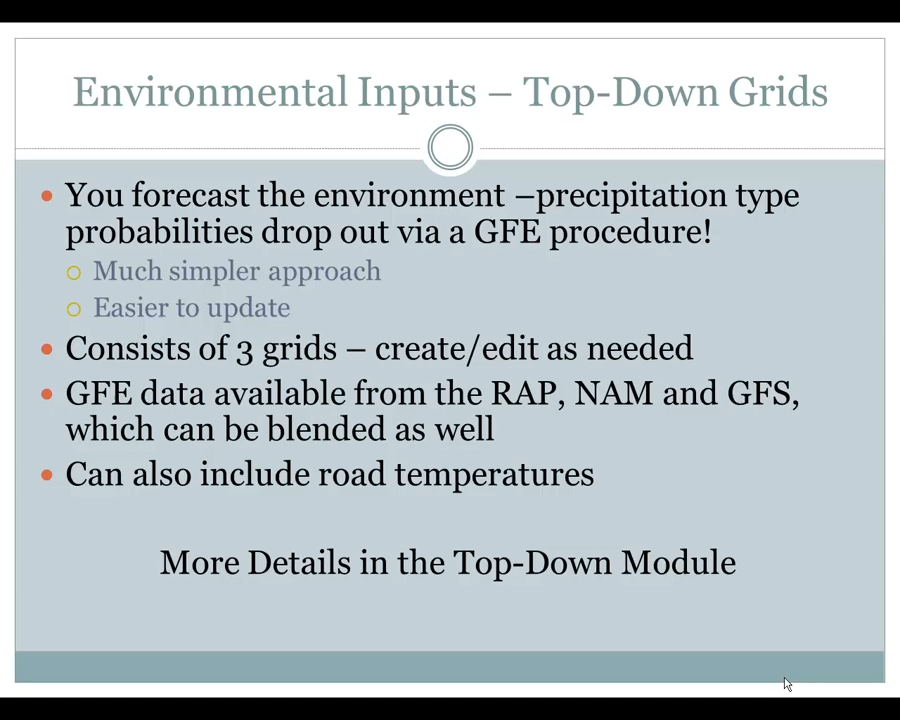 Environmental Inputs – Top-Down Grids
You forecast the environment –precipitation type
probabilities drop out via a GFE procedure!
Much simpler approach
Easier to update
Consists of 3 grids – create/edit as needed
GFE data available from the RAP, NAM and GFS,
which can be blended as well
Can also include road temperatures
More Details in the Top-Down Module